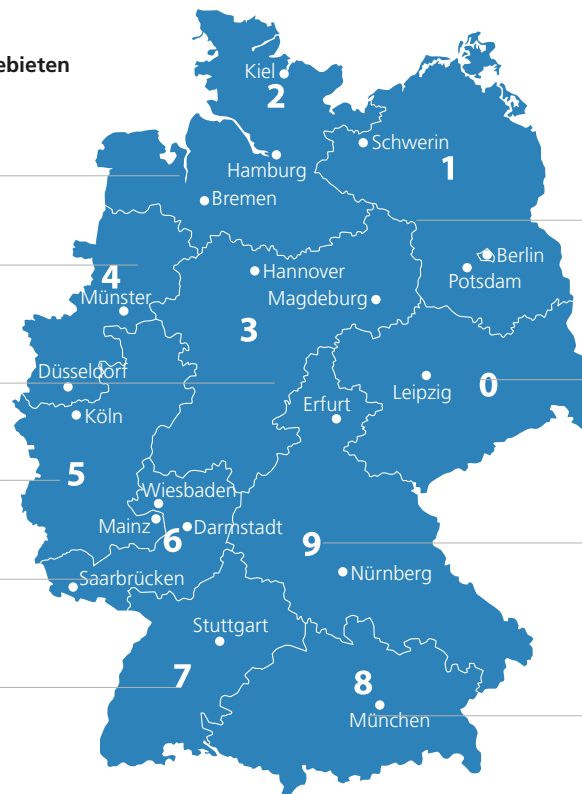 ebieten
Kiel
2
Schwerin
Hamburg
1
Bremen
Berlin
Hannover
Potsdam
4
Münster
Magdeburg
3
Düsseldorf
Leipzig
0
Erfurt
Köln
5
Wiesbaden
Mainz
Darmstadt
6
9
Nürnberg
Saarbrücken
Stuttgart
7
8
München